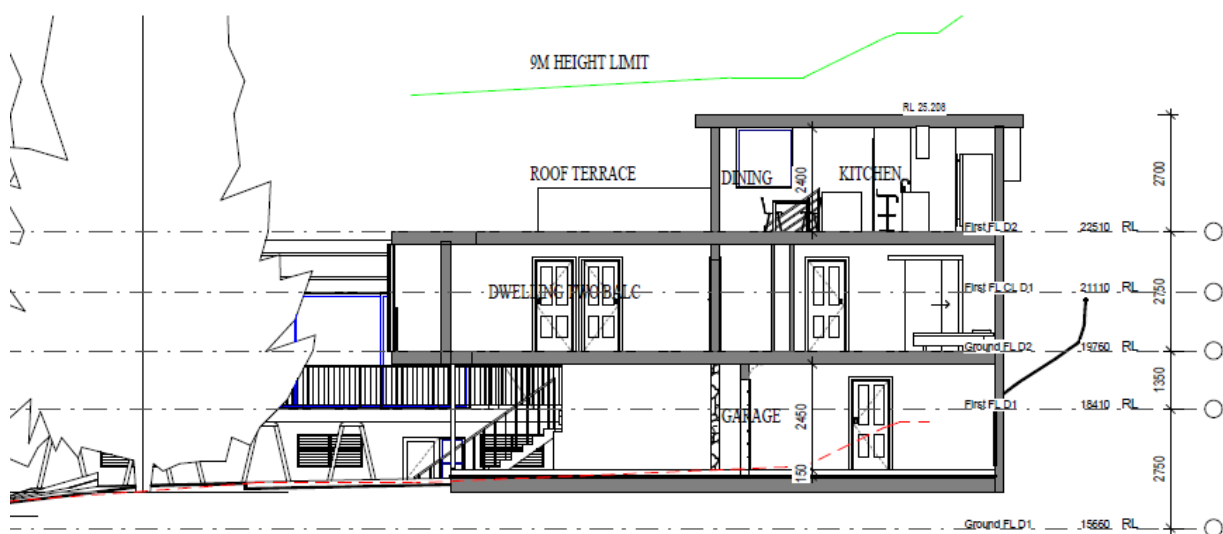 9M HEIGHT LIMIT
RL 25.208
ROOF TERRACE
DINING
2400
KITCHEN
2700
First FL D2 22510 RL
DWELLING TWO BALC
First FL CL D1 21110 RL
2750
Ground FL D2 19760 RL
1350
First FL D1 18410 RL
GARAGE
2450
150
2750
Ground FL D1 15660 RL